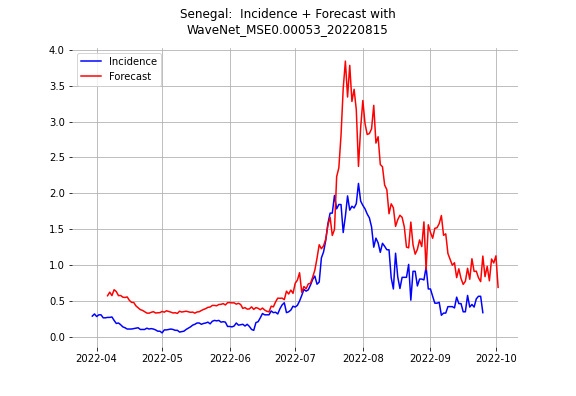 Senegal:  Incidence + Forecast with
WaveNet_MSE0.00053_20220815
Incidence
Forecast
4.0
3.5
3.0
2.5
2.0
1.5
1.0
0.5
0.0
2022-04 2022-05 2022-06 2022-07 2022-08 2022-09 2022-10